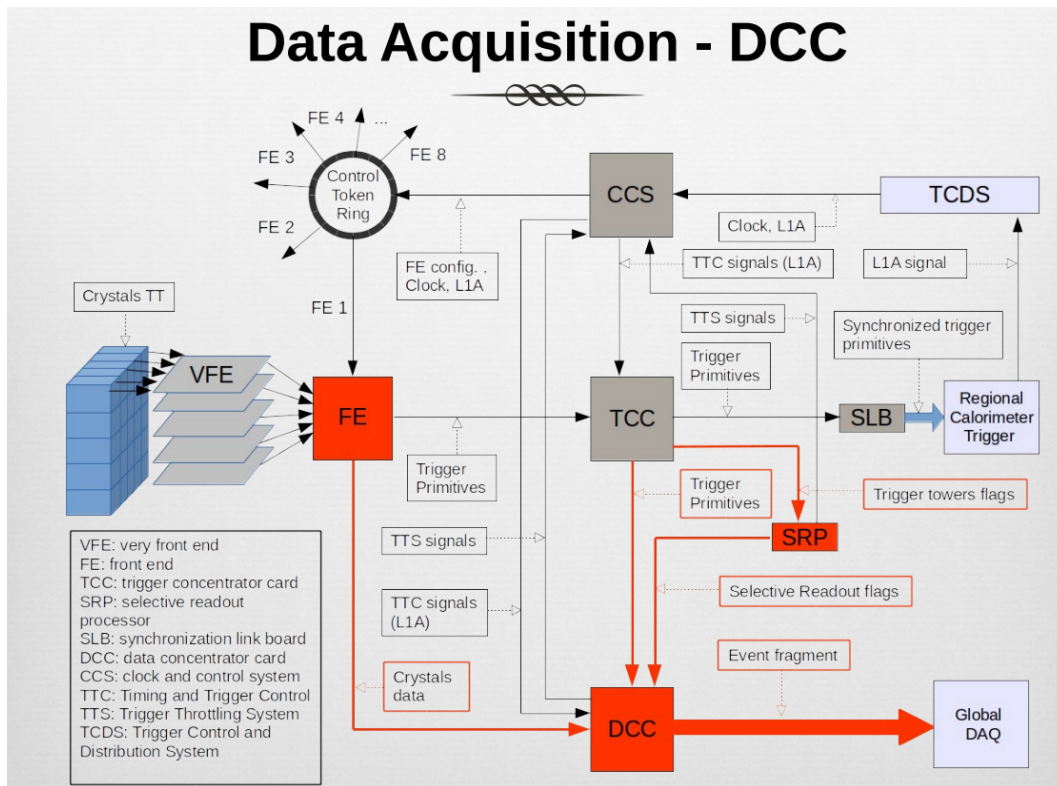 Data Acquisition - DCC
FE 4
...
FE 3
FE 8
Control
Token
Ring
FE 2
CCS
TCDS
Clock, L1A
FE config. ,
Clock, L1A
TTC signals (L1A)
L1A signal
Crystals TT
FE 1
TTS signals
Synchronized trigger
primitives
Trigger
Primitives
VFE
FE
TCC
SLB
Regional
Calorimeter
Trigger
Trigger
Primitives
Trigger
Primitives
Trigger towers flags
TTS signals
SRP
Selective Readout flags
TTC signals
(L1A)
Event fragment
Crystals
data
DCC
Global
DAQ
VFE: very front end
FE: front end
TCC: trigger concentrator card
SRP: selective readout
processor
SLB: synchronization link board
DCC: data concentrator card
CCS: clock and control system
TTC: Timing and Trigger Control
TTS: Trigger Throttling System
TCDS: Trigger Control and
Distribution System